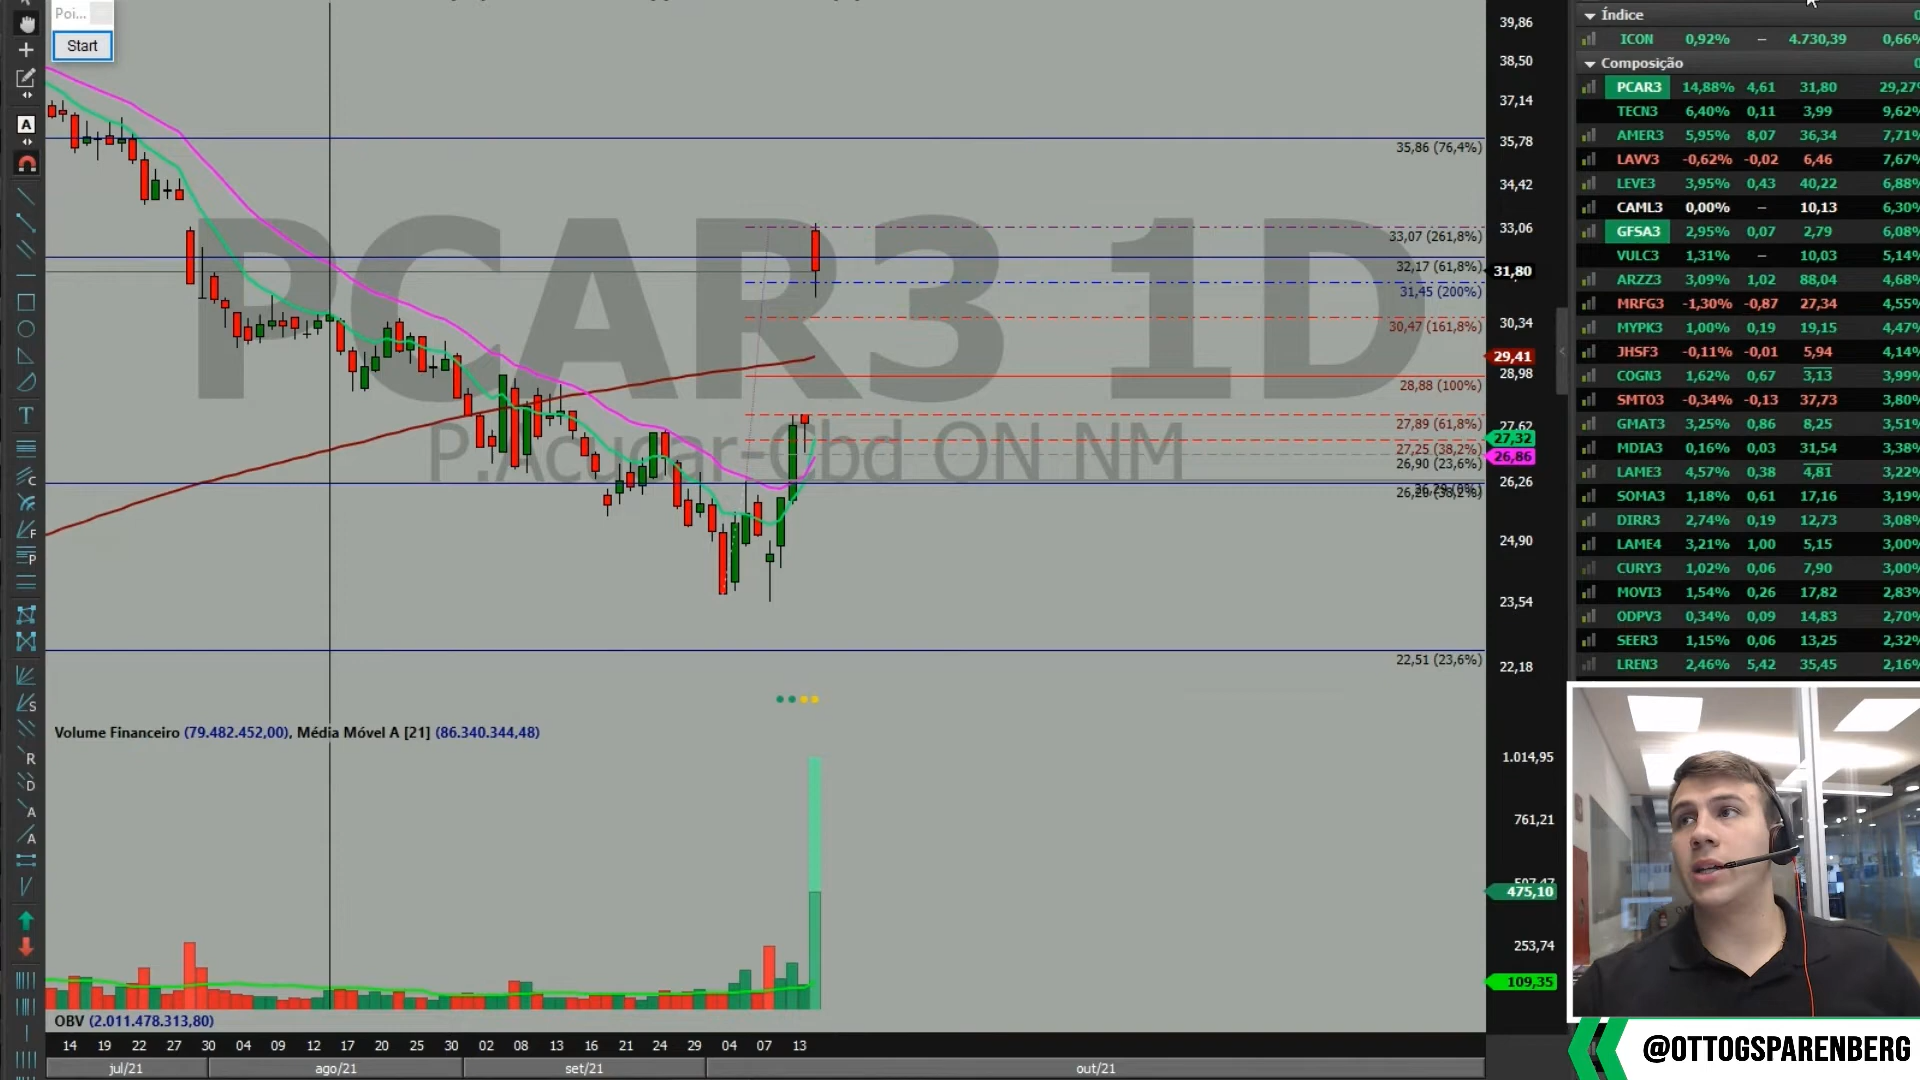 Poi...
Start
PCAR3 1D
P.Acucar-Cbd ON NM
35,86 (76,4%)
33,07 (261,8%)
32,17 (61,8%)
31,45 (200%)
30,47 (161,8%)
28,88 (100%)
27,89 (61,8%)
27,25 (38,2%)
26,90 (23,6%)
22,51 (23,6%)
39,86
38,50
37,14
35,78
34,42
33,06
31,80
30,34
29,41
28,98
27,62
27,32
26,86
26,26
24,90
23,54
22,18
Volume Financeiro (79.482.452,00), Média Móvel A [21] (86.340.344,48)
1.014,95
761,21
475,10
253,74
109,35
OBV (2.011.478.313,80)
14 19 22 27 30 04 09 12 17 20 25 30 02 08 13 16 21 24 29 04 07 13
jul/21 ago/21 set/21 out/21
Índice
ICON 0,92% – 4.730,39 0,66%
Composição
PCAR3 14,88% 4,61 31,80 29,27%
TECN3 6,40% 0,11 3,99 9,62%
AMER3 5,95% 8,07 36,34 7,71%
LAVV3 -0,62% -0,02 6,46 7,67%
LEVE3 3,95% 0,43 40,22 6,88%
CAML3 0,00% – 10,13 6,30%
GFSA3 2,95% 0,07 2,79 6,08%
VULC3 1,31% – 10,03 5,14%
ARZZ3 3,09% 1,02 88,04 4,68%
MRFG3 -1,30% -0,87 27,34 4,55%
MYPK3 1,00% 0,19 19,15 4,47%
JHSF3 -0,11% -0,01 5,94 4,14%
COGN3 1,62% 0,67 3,13 3,99%
SMTO3 -0,34% -0,13 37,73 3,80%
GMAT3 3,25% 0,86 8,25 3,51%
MDIA3 0,16% 0,03 31,54 3,38%
LAME3 4,57% 0,38 4,81 3,22%
SOMA3 1,18% 0,61 17,16 3,19%
DIRR3 2,74% 0,19 12,73 3,08%
LAME4 3,21% 1,00 5,15 3,00%
CURY3 1,02% 0,06 7,90 3,00%
MOVI3 1,54% 0,26 17,82 2,83%
ODPV3 0,34% 0,09 14,83 2,70%
SEER3 1,15% 0,06 13,25 2,32%
LREN3 2,46% 5,42 35,45 2,16%
@OTTOGSPARENBERG